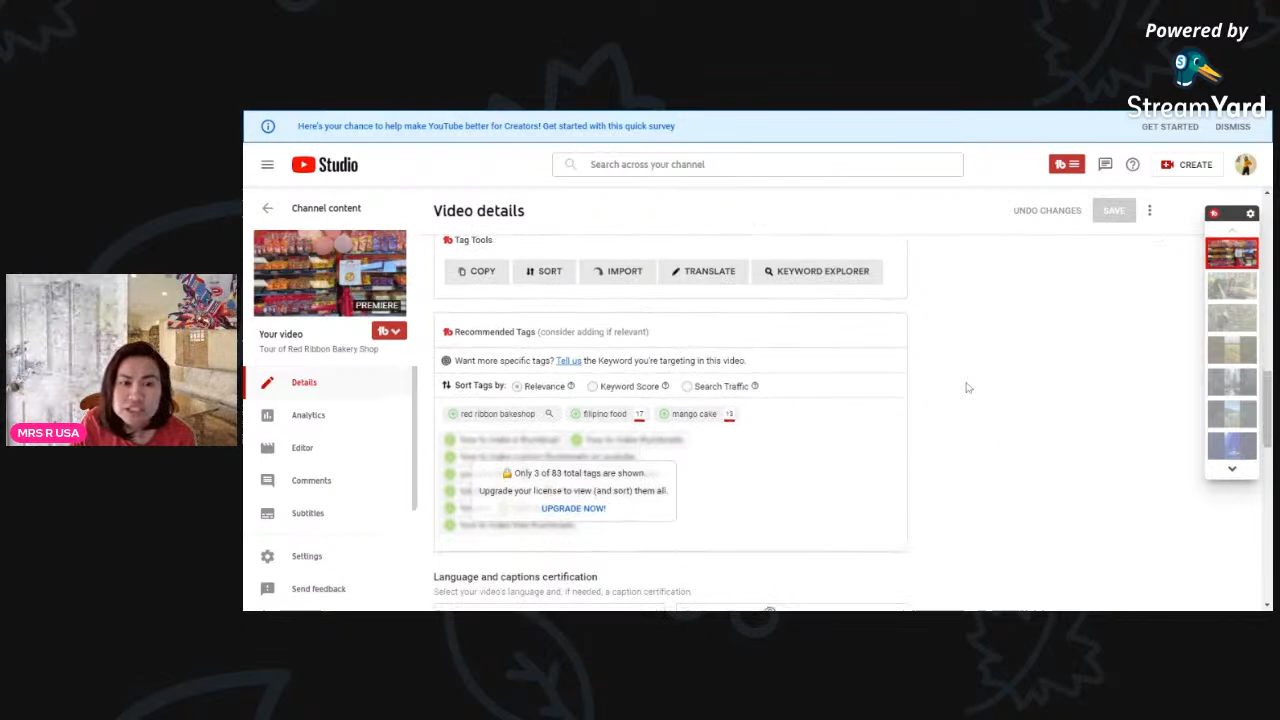 Powered by
StreamYard
Here's your chance to help make YouTube better for Creators! Get started with this quick survey
GET STARTED
DISMISS
Studio
Search across your channel
CREATE
Channel content
Video details
UNDO CHANGES
SAVE
Tag Tools
COPY
SORT
IMPORT
TRANSLATE
KEYWORD EXPLORER
PREMIERE
Your video
Tour of Red Ribbon Bakery Shop
Recommended Tags (consider adding if relevant)
Want more specific tags? Tell us the Keyword you're targeting in this video.
Sort Tags by: Relevance Keyword Score Search Traffic
red ribbon bakeshop filipino food 17 mango cake 13
Only 3 of 83 total tags are shown.
Upgrade your license to view (and sort) them all.
UPGRADE NOW!
Details
Analytics
Editor
Comments
Subtitles
Settings
Send feedback
Language and captions certification
Select your video's language and, if needed, a caption certification.
MRS R USA